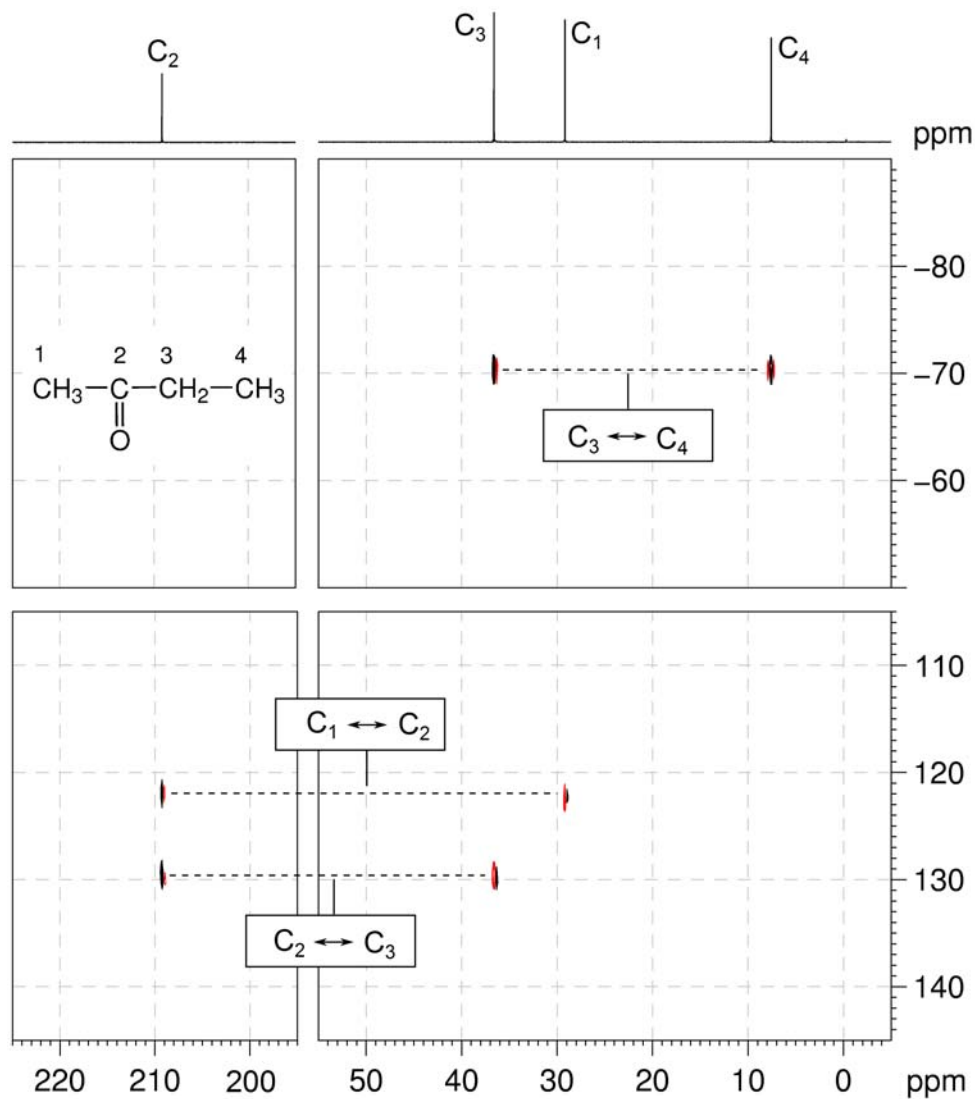 C₂
C₃
C₁
C₄
ppm
−80
1 2 3 4
CH₃ C CH₂ CH₃
O
−70
C₃ ↔ C₄
−60
110
C₁ ↔ C₂
120
130
C₂ ↔ C₃
140
220 210 200 50 40 30 20 10 0 ppm